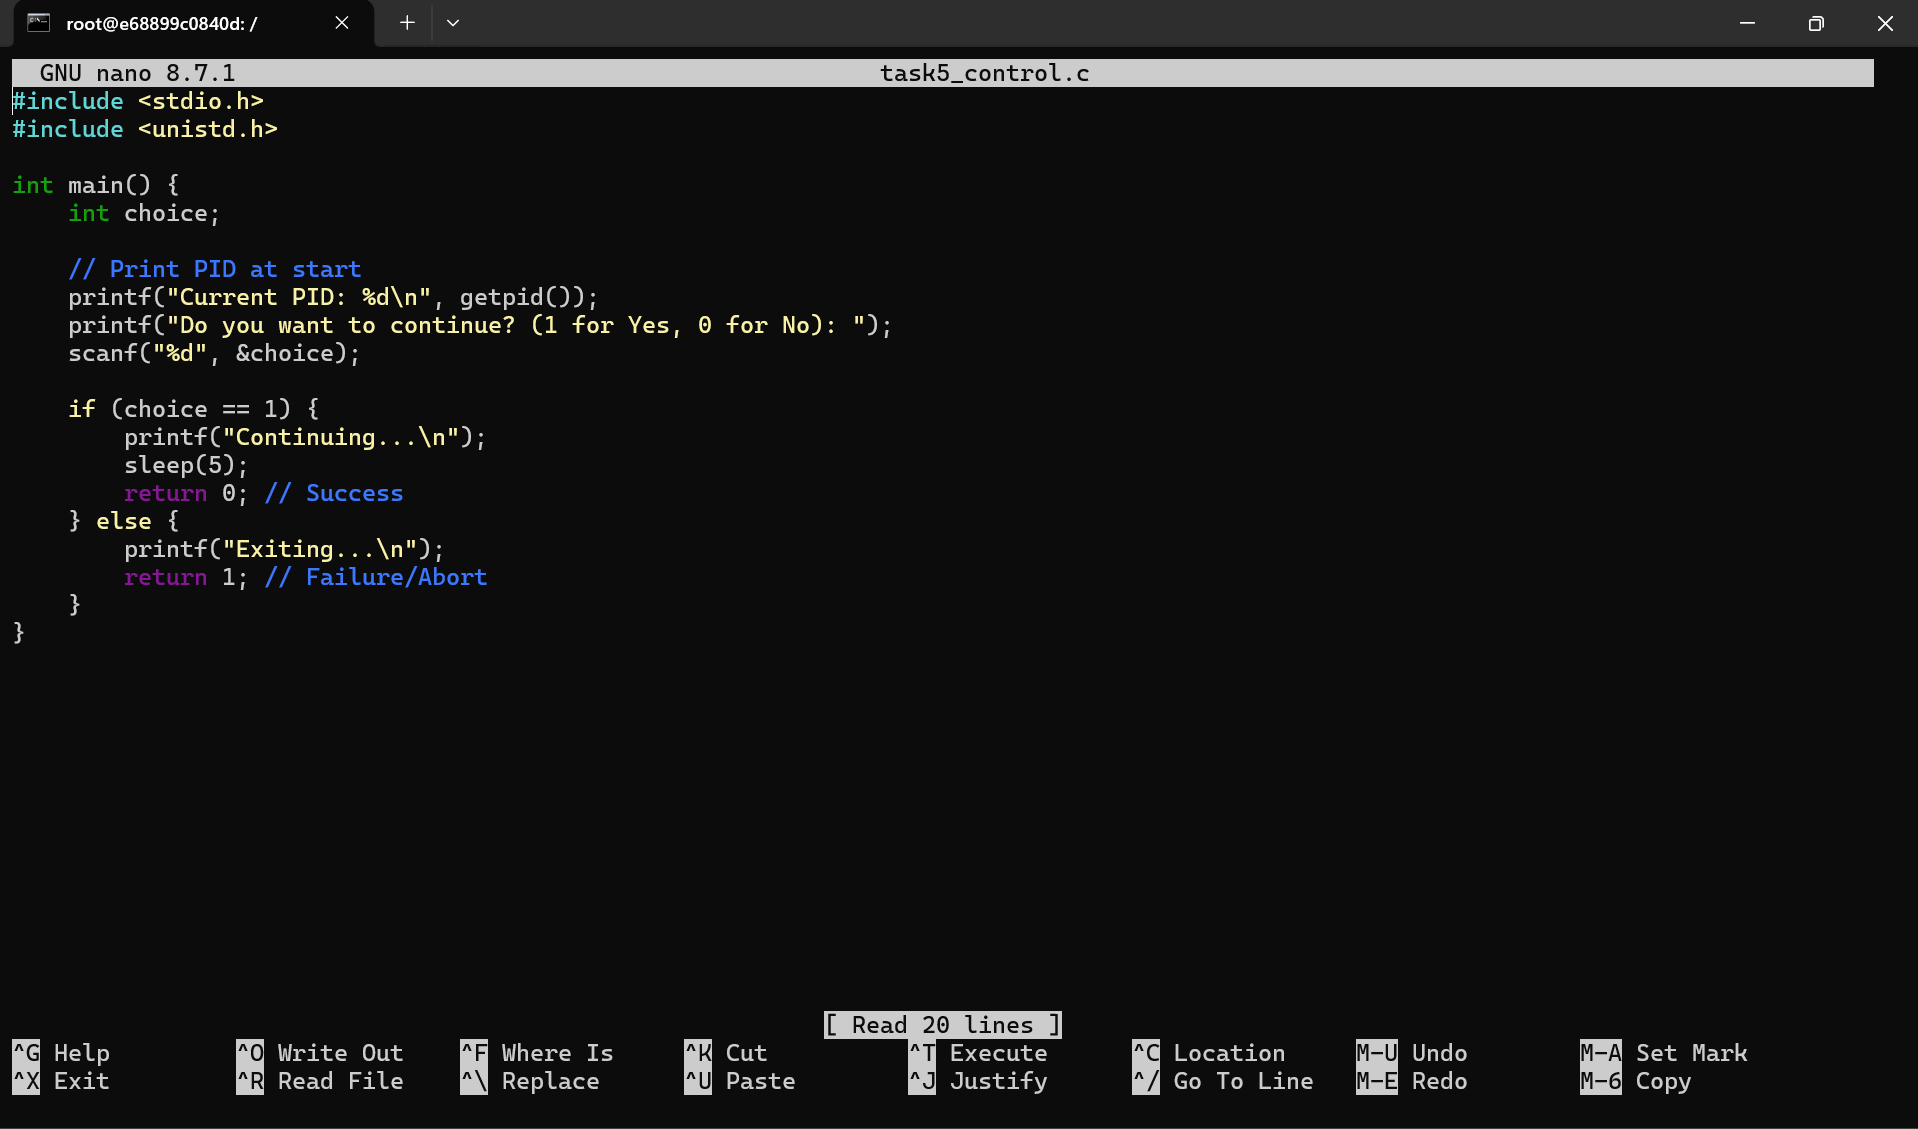 root@e68899c0840d: /
GNU nano 8.7.1 task5_control.c
#include <stdio.h>
#include <unistd.h>

int main() {
    int choice;

    // Print PID at start
    printf("Current PID: %d\n", getpid());
    printf("Do you want to continue? (1 for Yes, 0 for No): ");
    scanf("%d", &choice);

    if (choice == 1) {
        printf("Continuing...\n");
        sleep(5);
        return 0; // Success
    } else {
        printf("Exiting...\n");
        return 1; // Failure/Abort
    }
}
[ Read 20 lines ]
^G Help ^O Write Out ^F Where Is ^K Cut ^T Execute ^C Location M-U Undo M-A Set Mark
^X Exit ^R Read File ^\ Replace ^U Paste ^J Justify ^/ Go To Line M-E Redo M-6 Copy